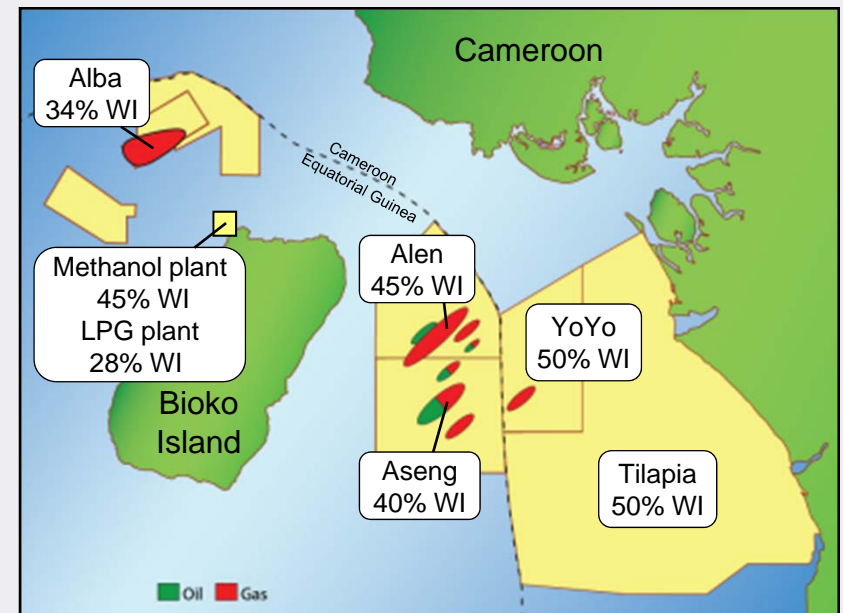 Cameroon
Alba
34% WI
Cameroon
Equatorial Guinea
Methanol plant
45% WI
LPG plant
28% WI
Alen
45% WI
YoYo
50% WI
Bioko
Island
Aseng
40% WI
Tilapia
50% WI
Oil Gas